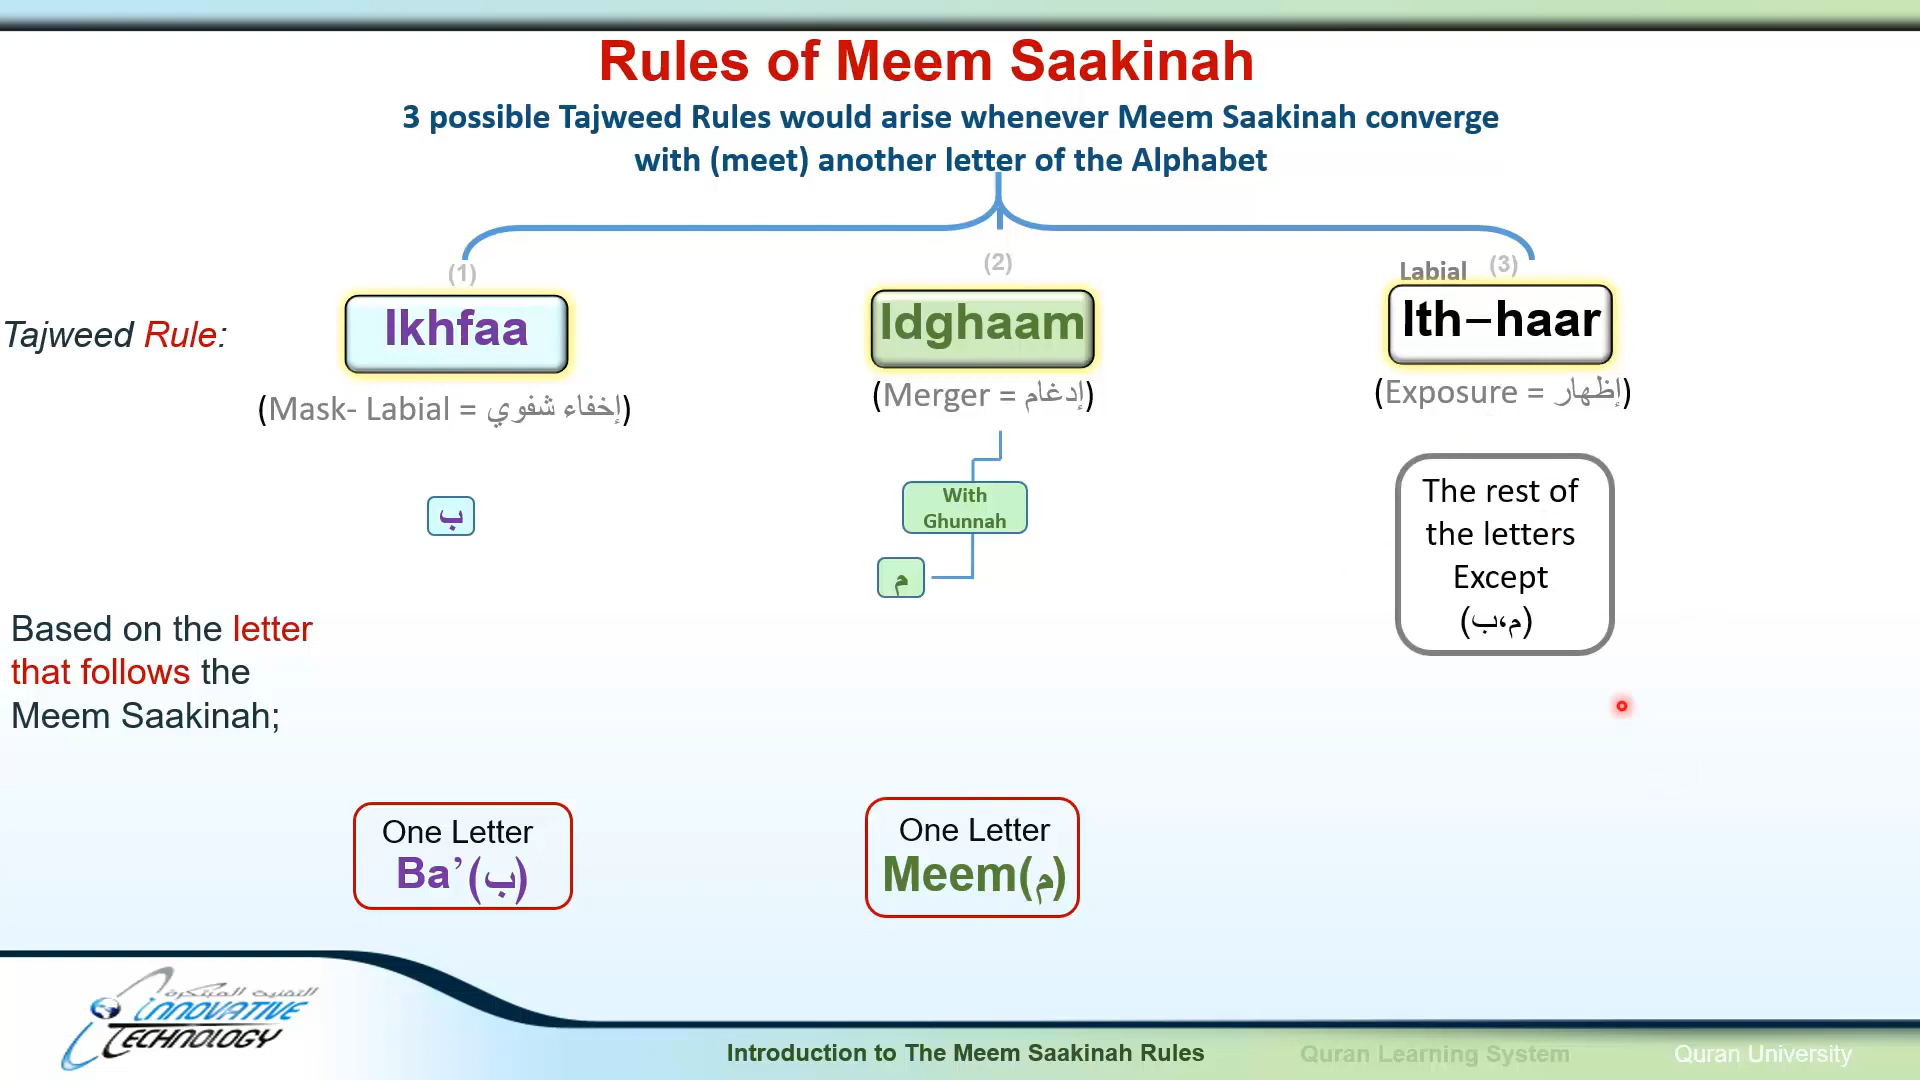 Rules of Meem Saakinah
3 possible Tajweed Rules would arise whenever Meem Saakinah converge
with (meet) another letter of the Alphabet
(1)
(2)
Labial (3)
Tajweed Rule:
Ikhfaa
Idghaam
Ith-haar
(Mask- Labial = إخفاء شفوي)
(Merger = إدغام)
(Exposure = إظهار)
ب
With
Ghunnah
م
The rest of
the letters
Except
(م،ب)
Based on the letter
that follows the
Meem Saakinah;
One Letter
Ba’(ب)
One Letter
Meem(م)
التقنية المبتكرة
INNOVATIVE
TECHNOLOGY
Introduction to The Meem Saakinah Rules
Quran Learning System
Quran University